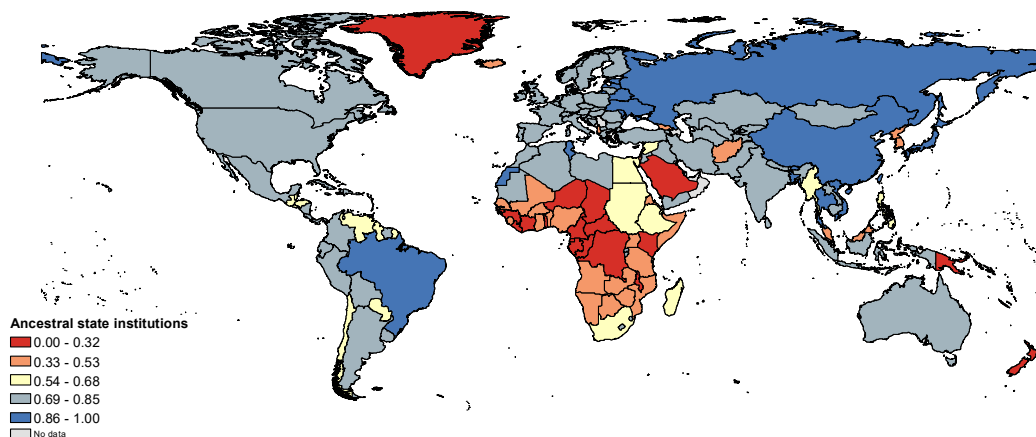 Ancestral state institutions
0.00 - 0.32
0.33 - 0.53
0.54 - 0.68
0.69 - 0.85
0.86 - 1.00
No data